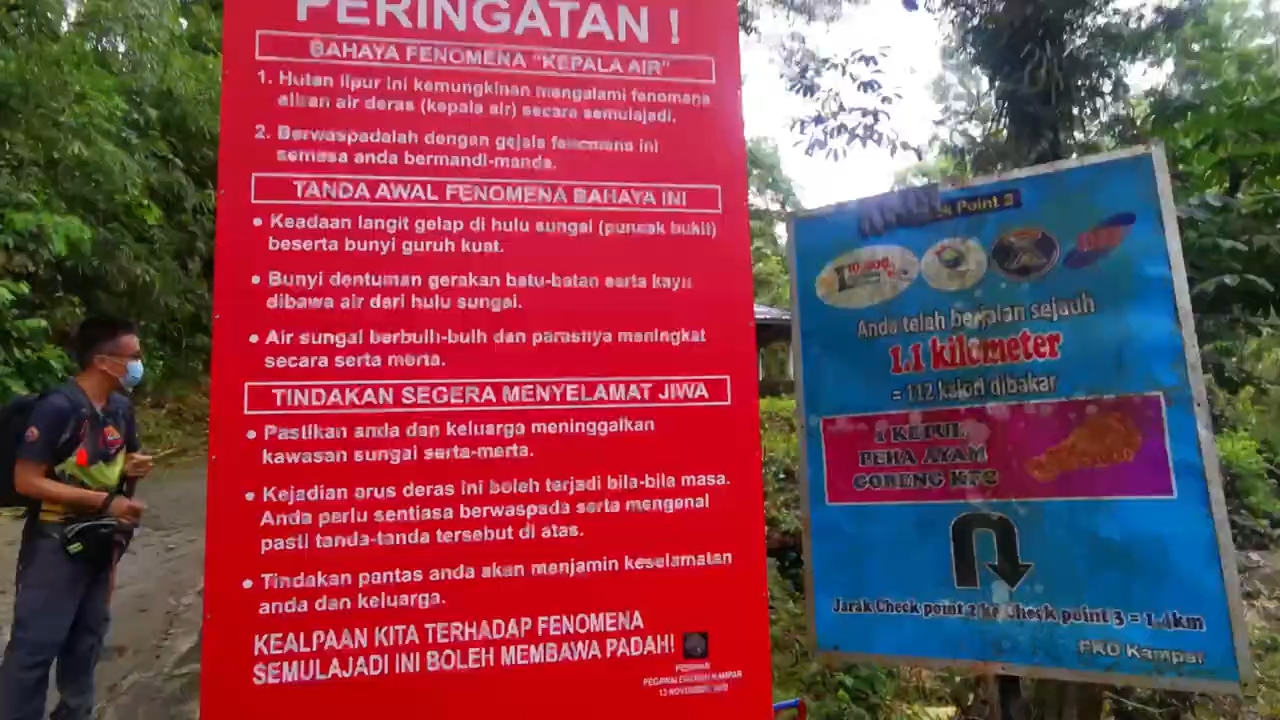 PERINGATAN !
BAHAYA FENOMENA "KEPALA AIR"
1. Hutan lipur ini kemungkinan mengalami fenomena
aliran air deras (kepala air) secara semulajadi.
2. Berwaspadalah dengan gejala fenomena ini
semasa anda bermandi-manda.
TANDA AWAL FENOMENA BAHAYA INI
• Keadaan langit gelap di hulu sungai (puncak bukit)
beserta bunyi guruh kuat.
• Bunyi dentuman gerakan batu-batan serta kayu
dibawa air dari hulu sungai.
• Air sungai berbuih-buih dan parasnya meningkat
secara serta merta.
TINDAKAN SEGERA MENYELAMAT JIWA
• Pastikan anda dan keluarga meninggalkan
kawasan sungai serta-merta.
• Kejadian arus deras ini boleh terjadi bila-bila masa.
Anda perlu sentiasa berwaspada serta mengenal
pasti tanda-tanda tersebut di atas.
• Tindakan pantas anda akan menjamin keselamatan
anda dan keluarga.
KEALPAAN KITA TERHADAP FENOMENA
SEMULAJADI INI BOLEH MEMBAWA PADAH!
PEGAWAI DAERAH KAMPAR
Point 2
10,000
Anda telah berjalan sejauh
1.1 kilometer
= 112 kalori dibakar
1 KETUL
PEHA AYAM
GORENG KFC
Jarak Check point 2 ke Check point 3 = 1.4km
PKD Kampar